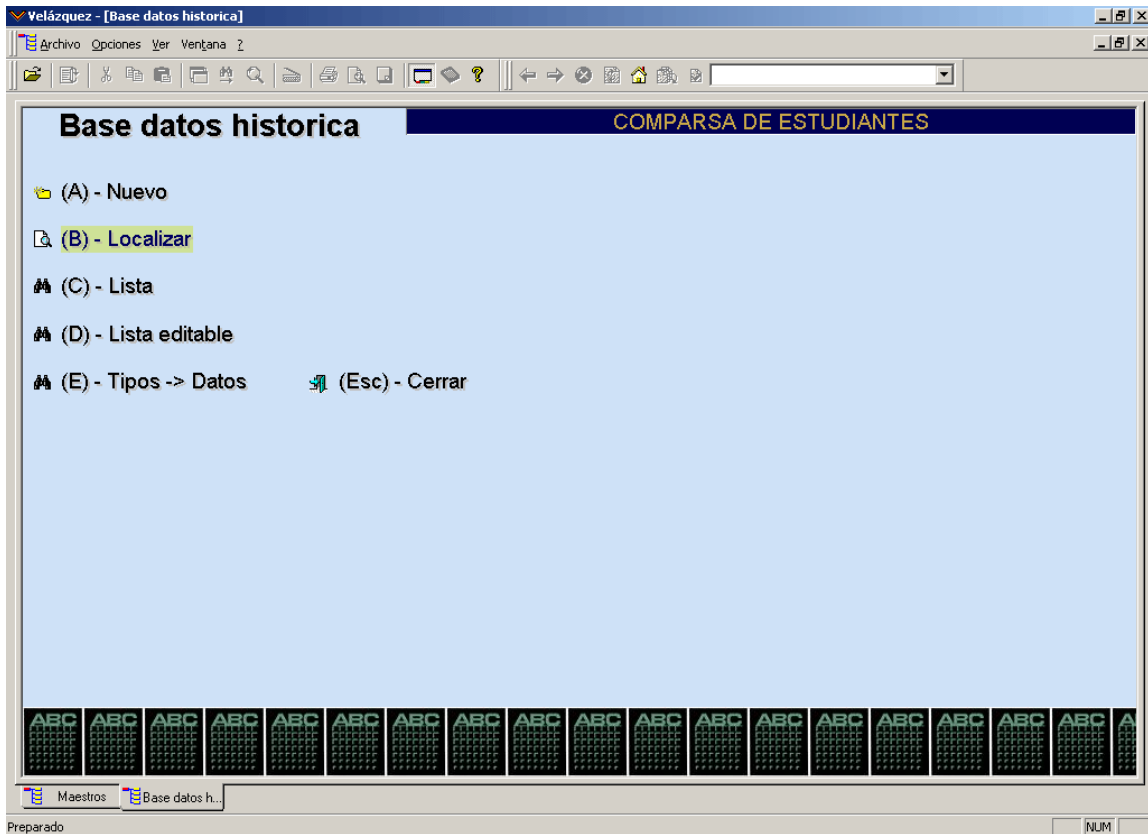 Velázquez - [Base datos historica]
Archivo Opciones Ver Ventana ?
Base datos historica
COMPARSA DE ESTUDIANTES
(A) - Nuevo
(B) - Localizar
(C) - Lista
(D) - Lista editable
(E) - Tipos -> Datos (Esc) - Cerrar
ABC ABC ABC ABC ABC ABC ABC ABC ABC ABC ABC ABC ABC ABC ABC ABC ABC ABC A
Maestros Base datos h...
Preparado NUM